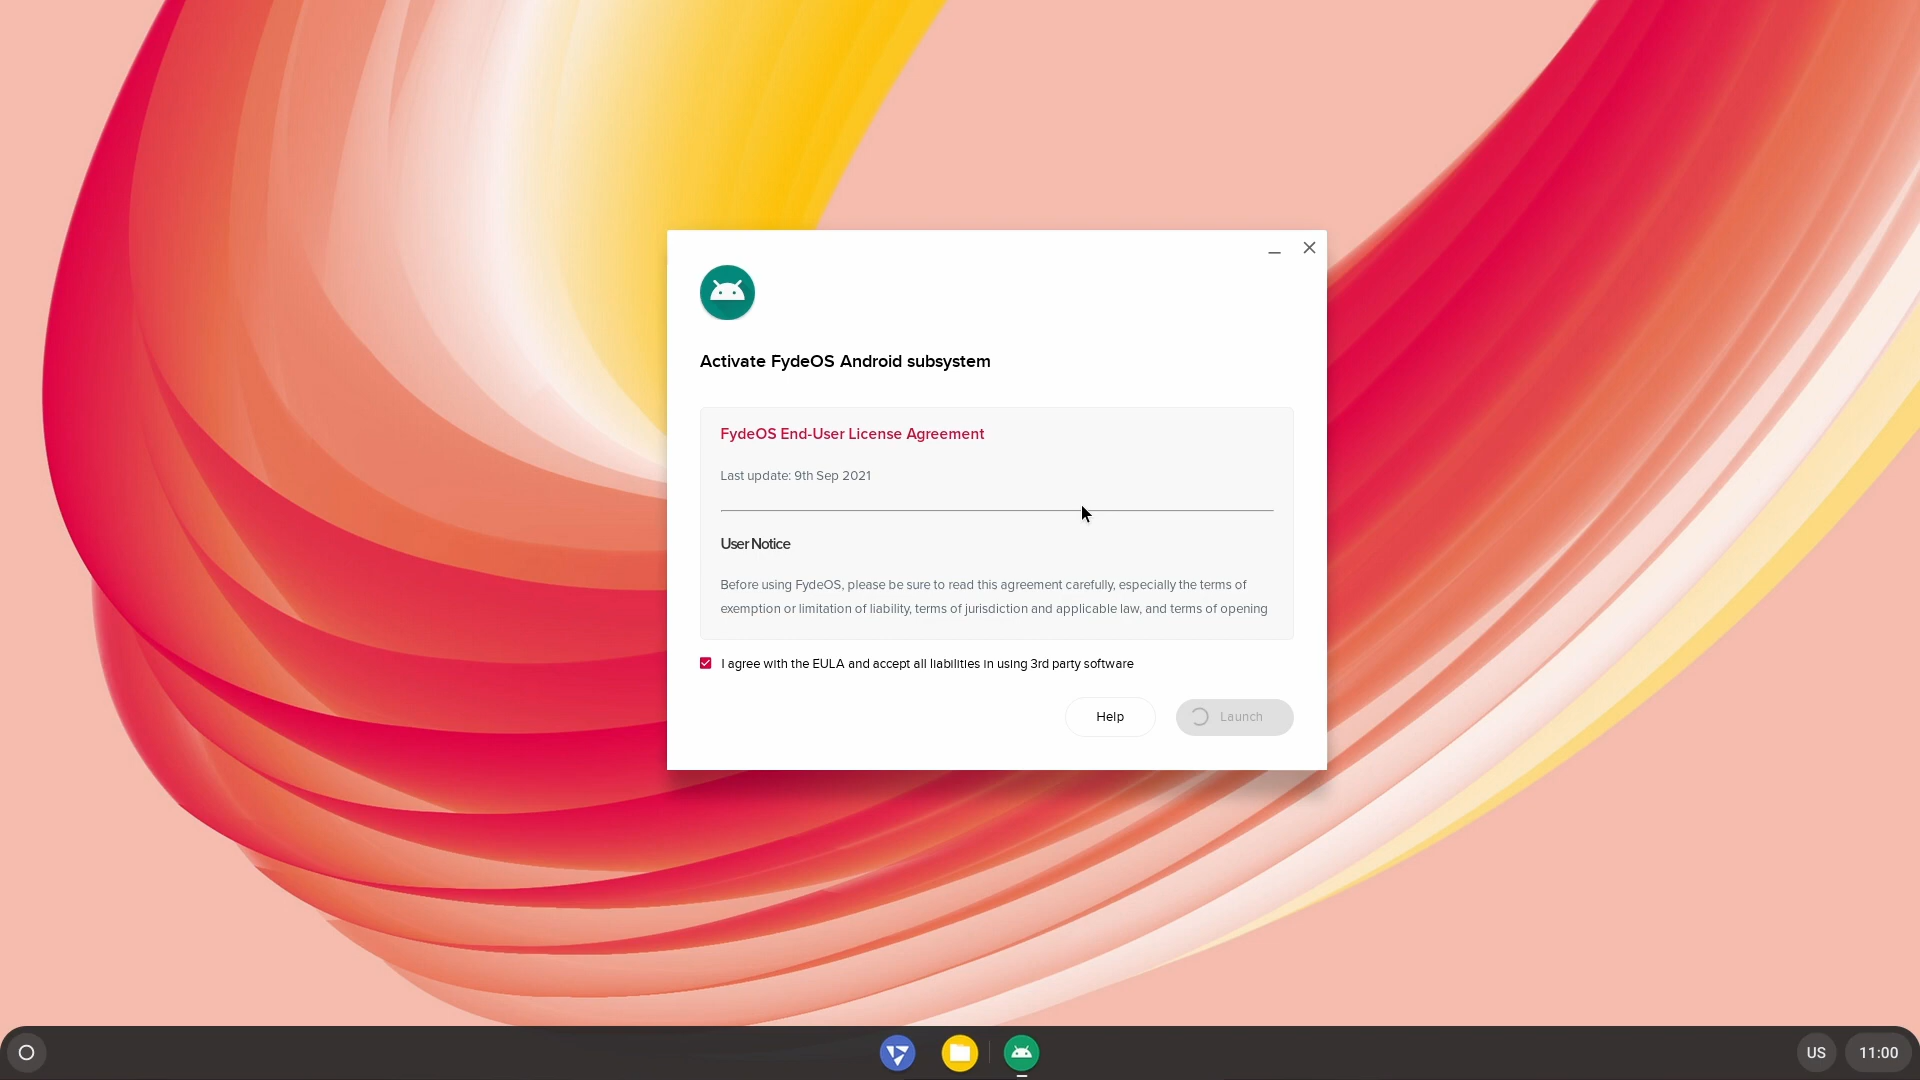 Activate FydeOS Android subsystem
FydeOS End-User License Agreement
Last update: 9th Sep 2021
User Notice
Before using FydeOS, please be sure to read this agreement carefully, especially the terms of
exemption or limitation of liability, terms of jurisdiction and applicable law, and terms of opening
I agree with the EULA and accept all liabilities in using 3rd party software
Help
Launch
US
11:00